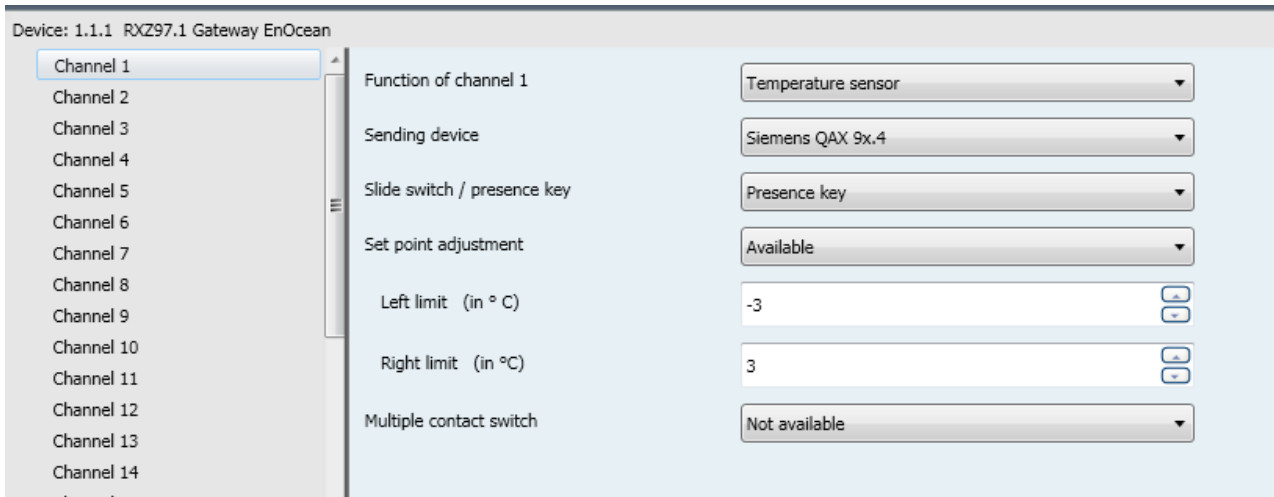 Device: 1.1.1 RXZ97.1 Gateway EnOcean
Channel 1
Channel 2
Channel 3
Channel 4
Channel 5
Channel 6
Channel 7
Channel 8
Channel 9
Channel 10
Channel 11
Channel 12
Channel 13
Channel 14
Function of channel 1 Temperature sensor
Sending device Siemens QAX 9x.4
Slide switch / presence key Presence key
Set point adjustment Available
Left limit (in ° C) -3
Right limit (in °C) 3
Multiple contact switch Not available